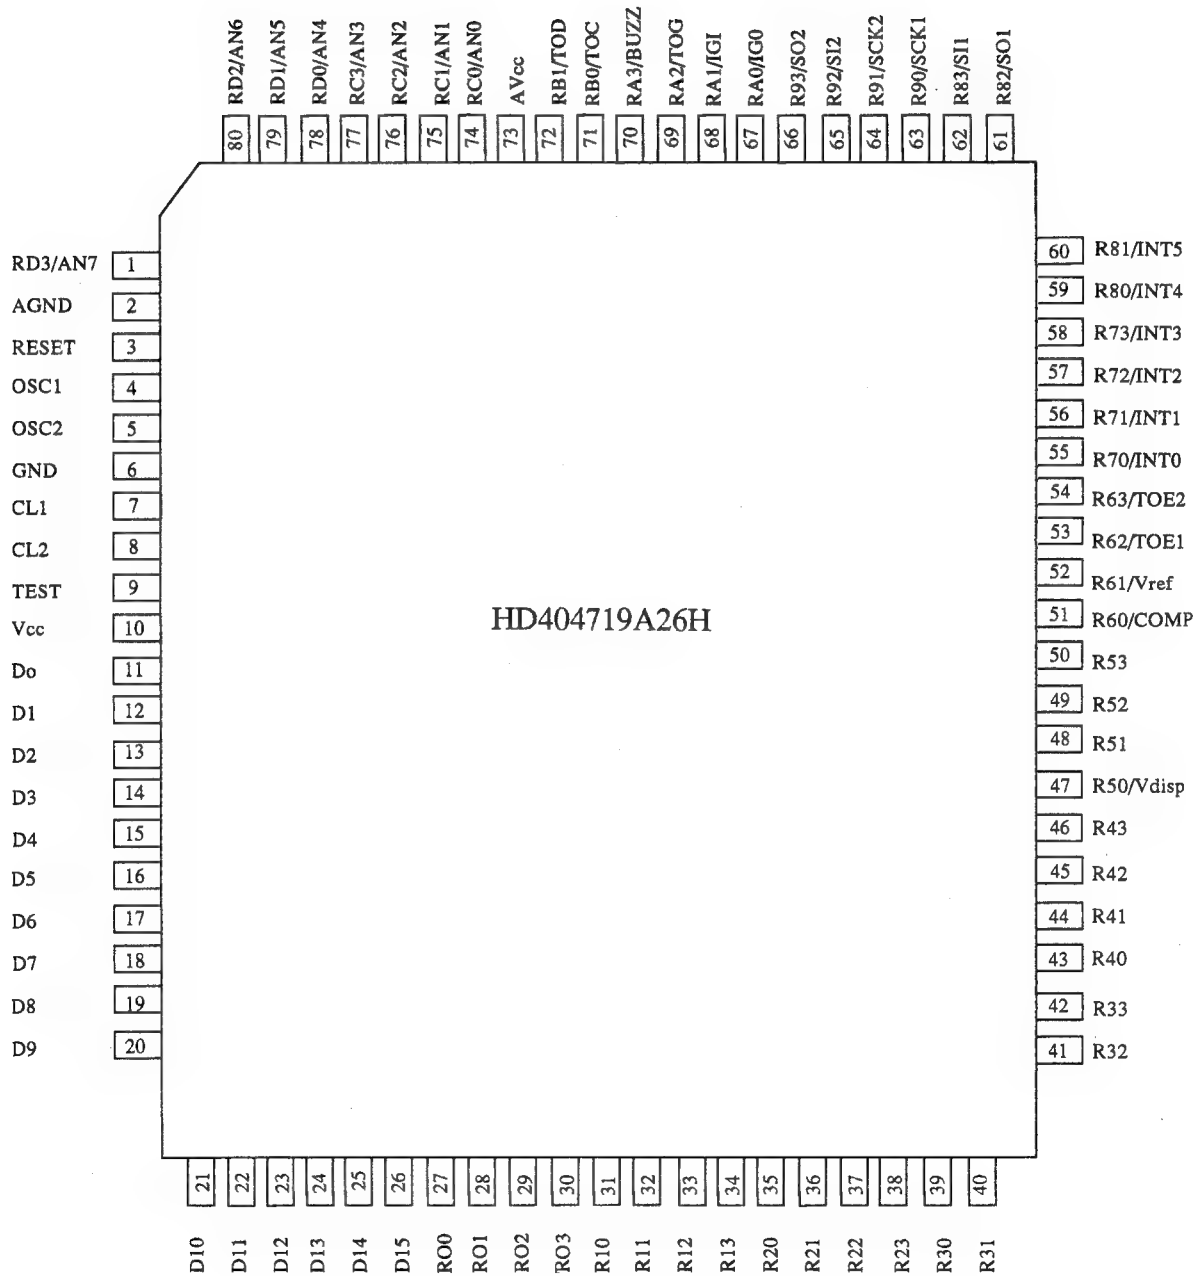 RD2/AN6
RD1/AN5
RD0/AN4
RC3/AN3
RC2/AN2
RC1/AN1
RC0/AN0
AVcc
RB1/TOD
RB0/TOC
RA3/BUZZ
RA2/TOG
RA1/IGI
RA0/IG0
R93/SO2
R92/SI2
R91/SCK2
R90/SCK1
R83/SI1
R82/SO1
80
79
78
77
76
75
74
73
72
71
70
69
68
67
66
65
64
63
62
61
RD3/AN7 1
AGND 2
RESET 3
OSC1 4
OSC2 5
GND 6
CL1 7
CL2 8
TEST 9
Vcc 10
Do 11
D1 12
D2 13
D3 14
D4 15
D5 16
D6 17
D7 18
D8 19
D9 20
HD404719A26H
60 R81/INT5
59 R80/INT4
58 R73/INT3
57 R72/INT2
56 R71/INT1
55 R70/INT0
54 R63/TOE2
53 R62/TOE1
52 R61/Vref
51 R60/COMP
50 R53
49 R52
48 R51
47 R50/Vdisp
46 R43
45 R42
44 R41
43 R40
42 R33
41 R32
21
22
23
24
25
26
27
28
29
30
31
32
33
34
35
36
37
38
39
40
D10
D11
D12
D13
D14
D15
RO0
RO1
RO2
RO3
R10
R11
R12
R13
R20
R21
R22
R23
R30
R31